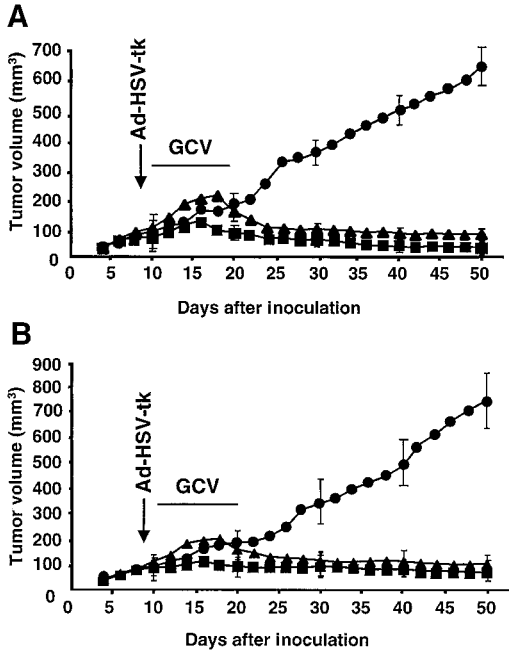 A
Tumor volume (mm³)
700
600
500
400
300
200
100
0
Ad-HSV-tk
GCV
0 5 10 15 20 25 30 35 40 45 50
Days after inoculation
B
Tumor volume (mm³)
900
800
700
600
500
400
300
200
100
0
Ad-HSV-tk
GCV
0 5 10 15 20 25 30 35 40 45 50
Days after inoculation